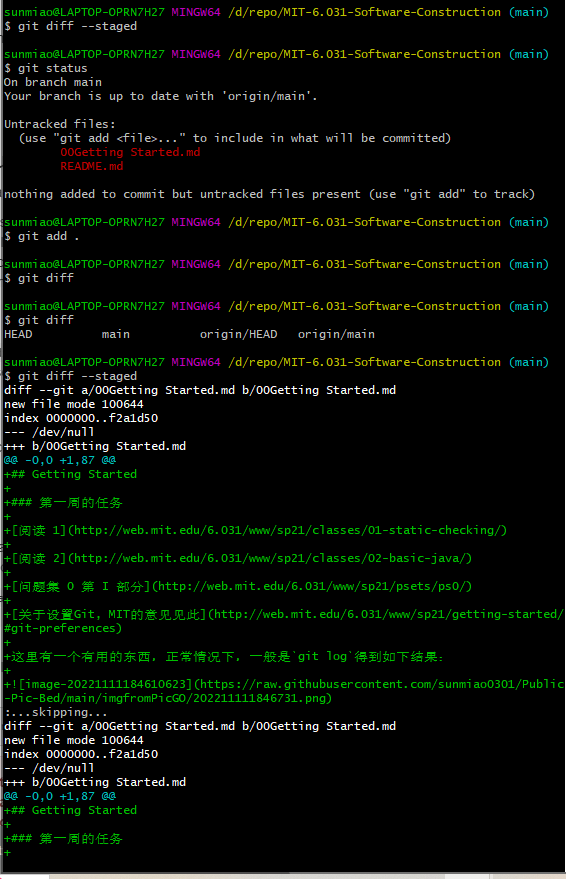 sunmiao@LAPTOP-OPRN7H27 MINGW64 /d/repo/MIT-6.031-Software-Construction (main)
$ git diff --staged
sunmiao@LAPTOP-OPRN7H27 MINGW64 /d/repo/MIT-6.031-Software-Construction (main)
$ git status
On branch main
Your branch is up to date with 'origin/main'.
Untracked files:
  (use "git add <file>..." to include in what will be committed)
        00Getting Started.md
        README.md
nothing added to commit but untracked files present (use "git add" to track)
sunmiao@LAPTOP-OPRN7H27 MINGW64 /d/repo/MIT-6.031-Software-Construction (main)
$ git add .
sunmiao@LAPTOP-OPRN7H27 MINGW64 /d/repo/MIT-6.031-Software-Construction (main)
$ git diff
sunmiao@LAPTOP-OPRN7H27 MINGW64 /d/repo/MIT-6.031-Software-Construction (main)
$ git diff
HEAD          main          origin/HEAD   origin/main
sunmiao@LAPTOP-OPRN7H27 MINGW64 /d/repo/MIT-6.031-Software-Construction (main)
$ git diff --staged
diff --git a/00Getting Started.md b/00Getting Started.md
new file mode 100644
index 0000000..f2a1d50
--- /dev/null
+++ b/00Getting Started.md
@@ -0,0 +1,87 @@
+## Getting Started
+
+### 第一周的任务
+
+[阅读 1](http://web.mit.edu/6.031/www/sp21/classes/01-static-checking/)
+
+[阅读 2](http://web.mit.edu/6.031/www/sp21/classes/02-basic-java/)
+
+[问题集 0 第 I 部分](http://web.mit.edu/6.031/www/sp21/psets/ps0/)
+
+[关于设置Git, MIT的意见见此](http://web.mit.edu/6.031/www/sp21/getting-started/
#git-preferences)
+
+这里有一个有用的东西，正常情况下，一般是`git log`得到如下结果：
+
+![image-20221111184610623](https://raw.githubusercontent.com/sunmiao0301/Public
-Pic-Bed/main/imgfromPicGO/202211111846731.png)
:...skipping...
diff --git a/00Getting Started.md b/00Getting Started.md
new file mode 100644
index 0000000..f2a1d50
--- /dev/null
+++ b/00Getting Started.md
@@ -0,0 +1,87 @@
+## Getting Started
+
+### 第一周的任务
+